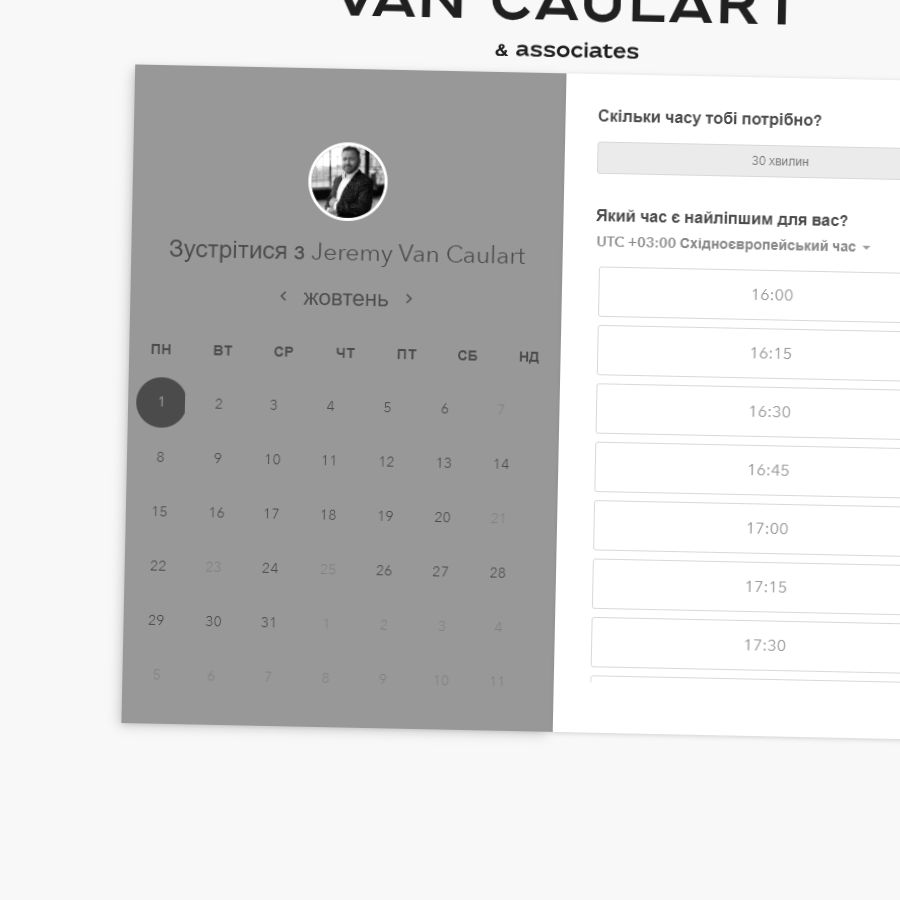 VAN CAULART
& associates
Зустрітися з Jeremy Van Caulart
жовтень
ПН ВТ СР ЧТ ПТ СБ НД
1 2 3 4 5 6 7
8 9 10 11 12 13 14
15 16 17 18 19 20 21
22 23 24 25 26 27 28
29 30 31 1 2 3 4
5 6 7 8 9 10 11
Скільки часу тобі потрібно?
30 хвилин
Який час є найліпшим для вас?
UTC +03:00 Східноєвропейський час
16:00
16:15
16:30
16:45
17:00
17:15
17:30